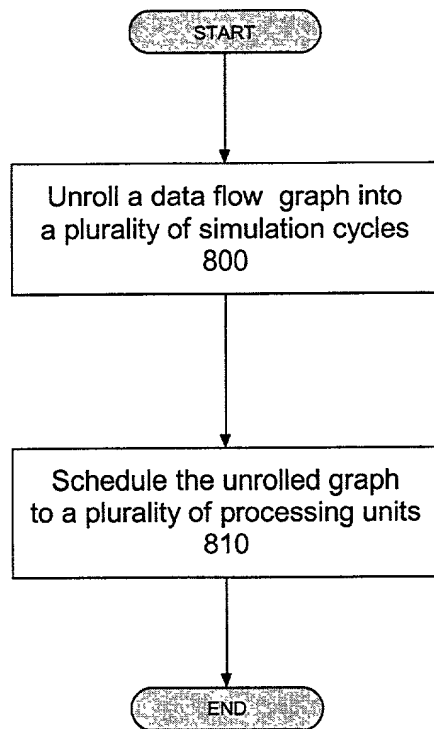 START
Unroll a data flow graph into
a plurality of simulation cycles
800
Schedule the unrolled graph
to a plurality of processing units
810
END